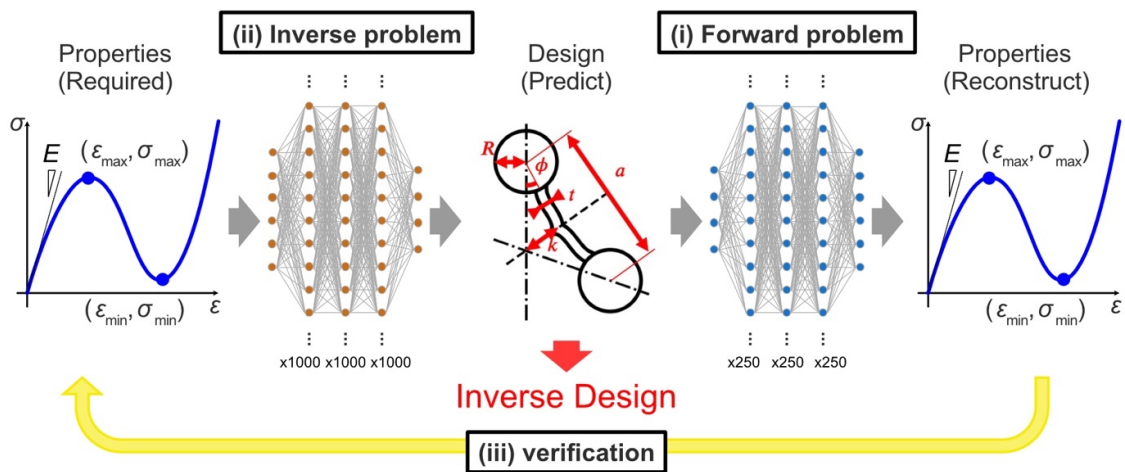 (ii) Inverse problem
(i) Forward problem
Properties
(Required)
Design
(Predict)
Properties
(Reconstruct)
σ
E
(ε_max, σ_max)
(ε_min, σ_min)
ε
⋮ ⋮ ⋮
⋮ ⋮ ⋮
x1000 x1000 x1000
R
ϕ
a
t
k
⋮ ⋮ ⋮
⋮ ⋮ ⋮
x250 x250 x250
σ
E
(ε_max, σ_max)
(ε_min, σ_min)
ε
Inverse Design
(iii) verification